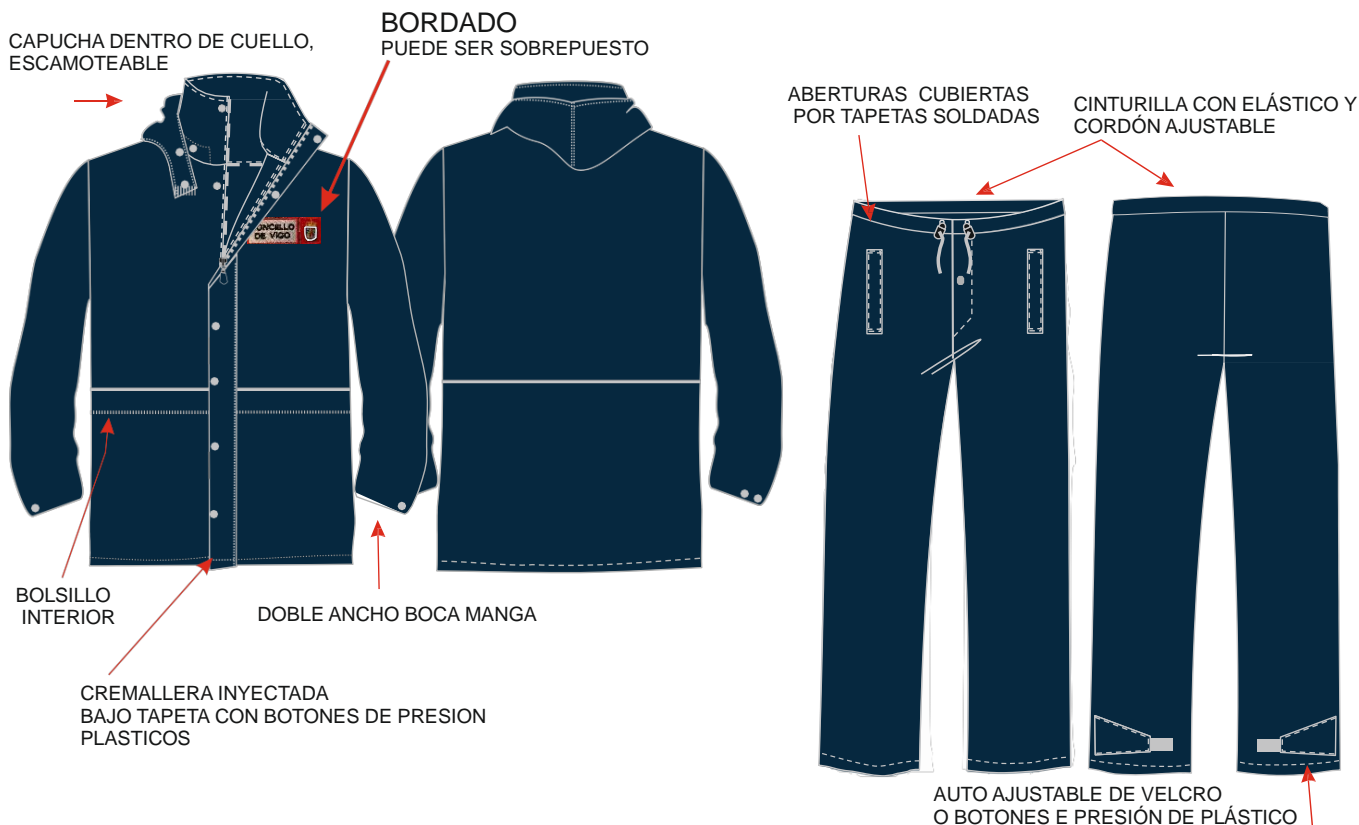 BORDADO
PUEDE SER SOBREPUESTO
CAPUCHA DENTRO DE CUELLO,
ESCAMOTEABLE
ABERTURAS CUBIERTAS
POR TAPETAS SOLDADAS
CINTURILLA CON ELÁSTICO Y
CORDÓN AJUSTABLE
ONCELLO
DE VIGO
BOLSILLO
INTERIOR
DOBLE ANCHO BOCA MANGA
CREMALLERA INYECTADA
BAJO TAPETA CON BOTONES DE PRESION
PLASTICOS
AUTO AJUSTABLE DE VELCRO
O BOTONES E PRESIÓN DE PLÁSTICO